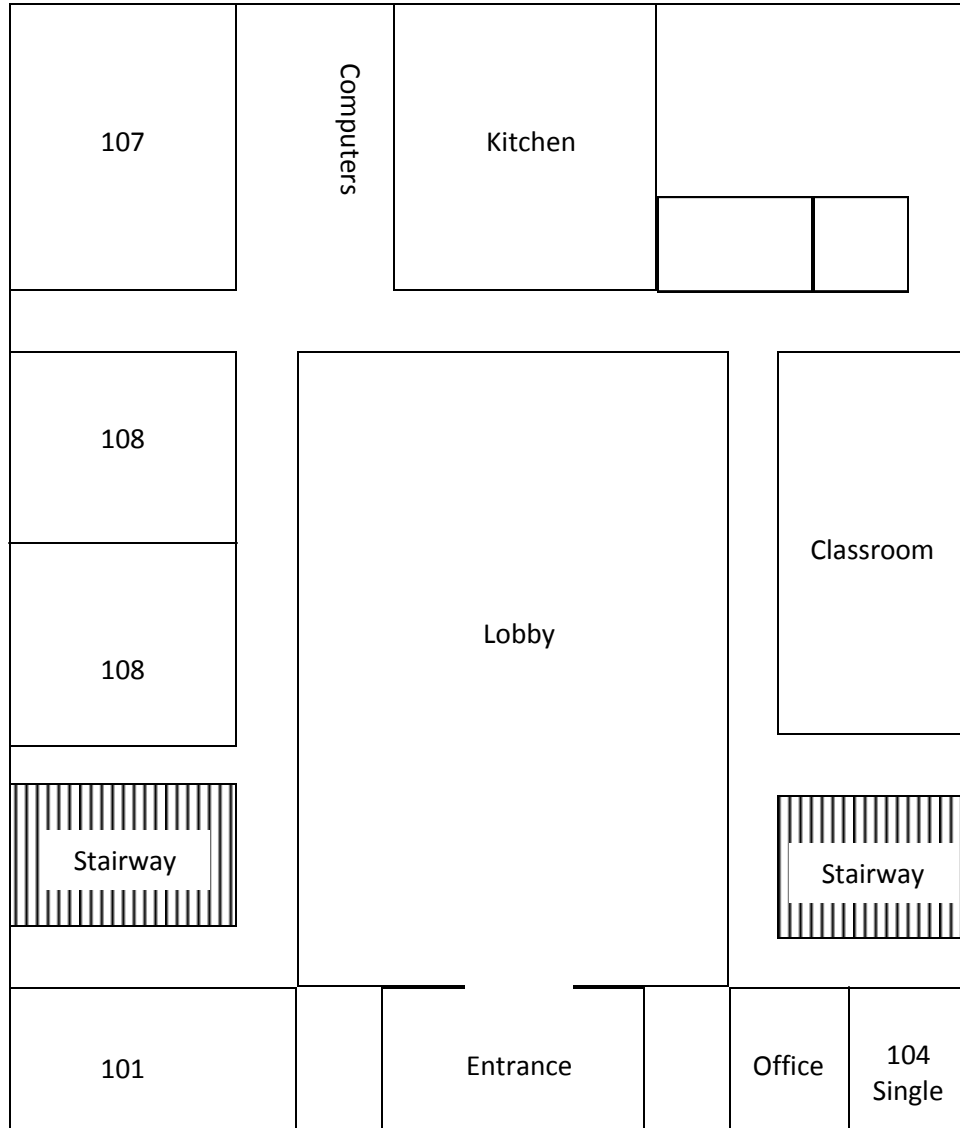 107
Computers
Kitchen
108
Classroom
Lobby
108
Stairway
Stairway
101
Entrance
Office
104
Single